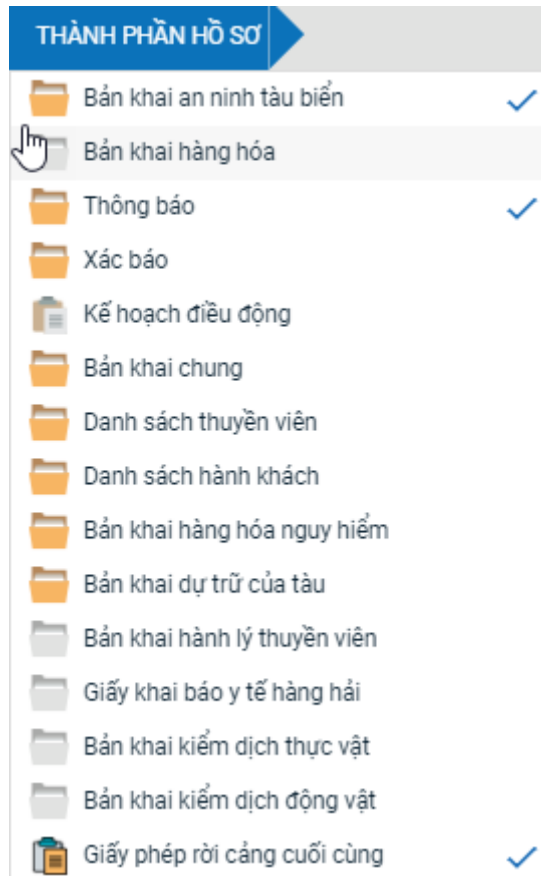 THÀNH PHẦN HỒ SƠ
Bản khai an ninh tàu biển
Bản khai hàng hóa
Thông báo
Xác báo
Kế hoạch điều động
Bản khai chung
Danh sách thuyền viên
Danh sách hành khách
Bản khai hàng hóa nguy hiểm
Bản khai dự trữ của tàu
Bản khai hành lý thuyền viên
Giấy khai báo y tế hàng hải
Bản khai kiểm dịch thực vật
Bản khai kiểm dịch động vật
Giấy phép rời cảng cuối cùng